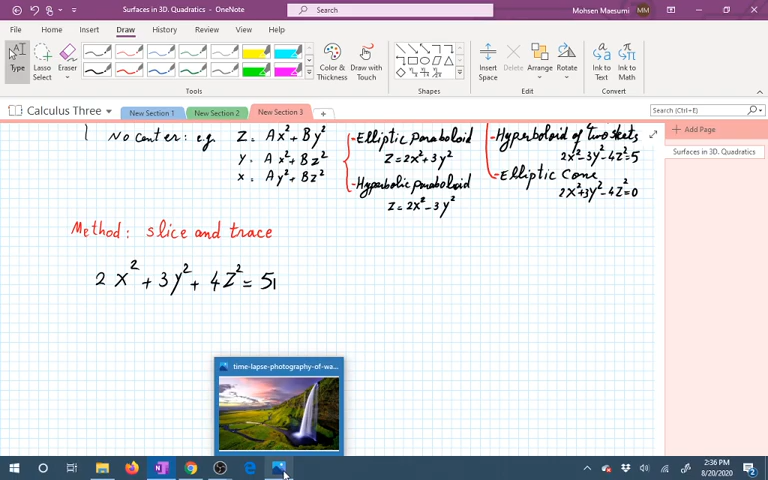 Surfaces in 3D. Quadratics - OneNote
Search
Mohsen Maesumi MM
File Home Insert Draw History Review View Help
Share
Type
Lasso Select
Eraser
Color & Thickness
Draw with Touch
Shapes
Insert Space
Arrange
Rotate
Ink to Text
Ink to Math
Tools
Shapes
Edit
Convert
Calculus Three
New Section 1
New Section 2
New Section 3
+
Search (Ctrl+E)
Add Page
Surfaces in 3D. Quadratics
No center: e.g. Z = Ax² + By²
y = Ax² + Bz²
x = Ay² + Bz²
Elliptic Paraboloid
Z = 2x² + 3y²
Hyperbolic paraboloid
Z = 2x² - 3y²
Hyperboloid of two sheets
2x² - 3y² - 4z² = 5
Elliptic Cone
2x² + 3y² - 4z² = 0
Method: slice and trace
2x² + 3y² + 4z² = 51
time-lapse-photography-of-wa...
2:36 PM
8/20/2020
2